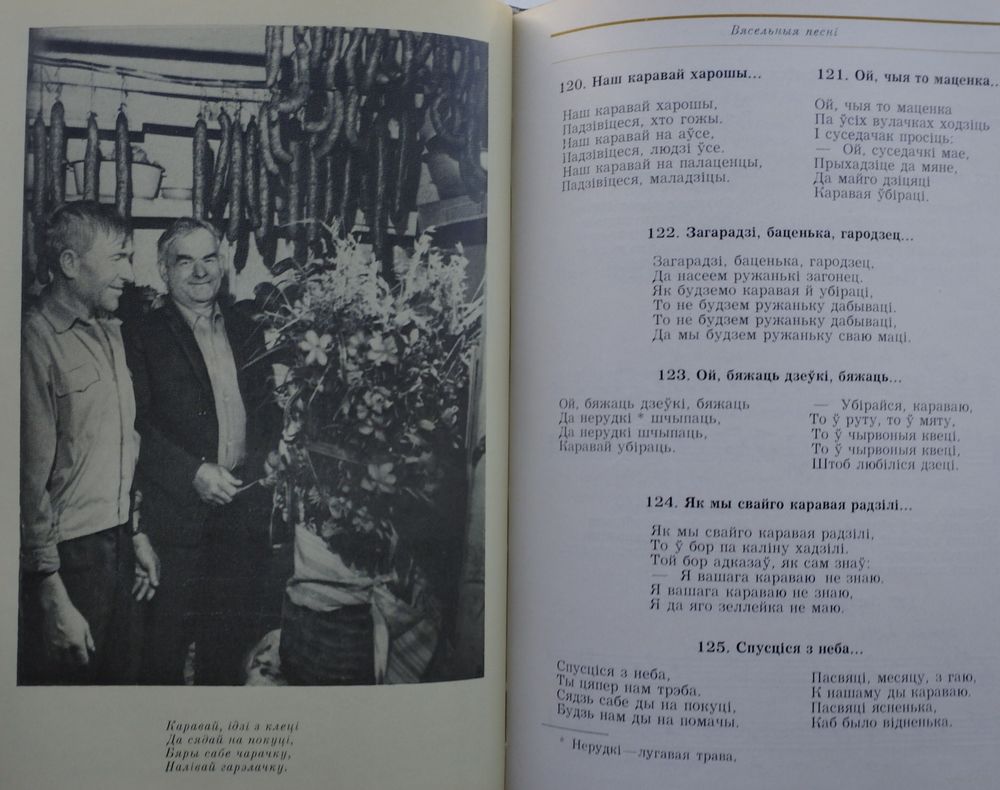 Каравай, ідзі з клеці
Да сядай на покуці,
Бяры сабе чарачку,
Налівай гарэлачку.
Вясельныя песні
120. Наш каравай харошы...
Наш каравай харошы,
Падзівіцеся, хто гожы.
Наш каравай на аўсе,
Падзівіцеся, людзі ўсе.
Наш каравай на палаценцы,
Падзівіцеся, маладзіцы.
121. Ой, чыя то маценка...
Ой, чыя то маценка
Па ўсіх вулачках ходзіць
І суседачак просіць:
— Ой, суседачкі мае,
Прыхадзіце да мяне,
Да майго дзіцяці
Каравая ўбіраці.
122. Загарадзі, баценька, гародзец...
Загарадзі, баценька, гародзец,
Да насеем ружанькі загонец.
Як будземо каравая й убіраці,
То не будзем ружаньку дабываці,
То не будзем ружаньку дабываці,
Да мы будзем ружаньку сваю маці.
123. Ой, бяжаць дзеўкі, бяжаць...
Ой, бяжаць дзеўкі, бяжаць
Да нерудкі * шчыпаць,
Да нерудкі шчыпаць,
Каравай убіраць.
— Убірайся, караваю,
То ў руту, то ў мяту,
То ў чырвоныя квеці,
То ў чырвоныя квеці,
Штоб любіліся дзеці.
124. Як мы свайго каравая радзілі...
Як мы свайго каравая радзілі,
То ў бор па каліну хадзілі.
Той бор адказаў, як сам знаў:
— Я вашага караваю не знаю.
Я вашага караваю не знаю,
Я да яго зеллейка не маю.
125. Спусціся з неба...
Спусціся з неба,
Ты цяпер нам трэба.
Сядзь сабе ды на покуці,
Будзь нам ды на помачы.
Пасвяці, месяцу, з гаю,
К нашаму ды караваю.
Пасвяці ясненька,
Каб было відненька.
* Нерудкі — лугавая трава.